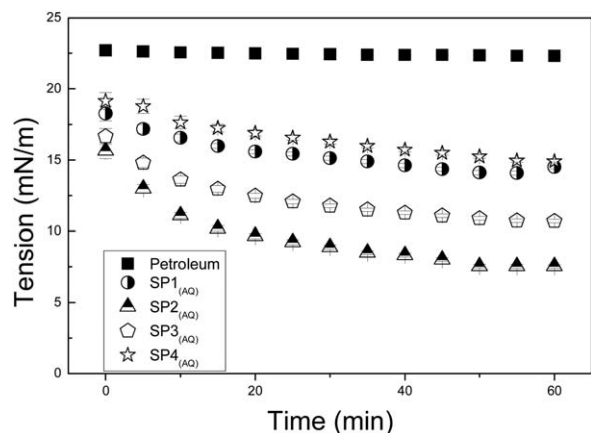 25
20
15
10
5
0
Tension (mN/m)
Petroleum
SP1(AQ)
SP2(AQ)
SP3(AQ)
SP4(AQ)
0 20 40 60
Time (min)